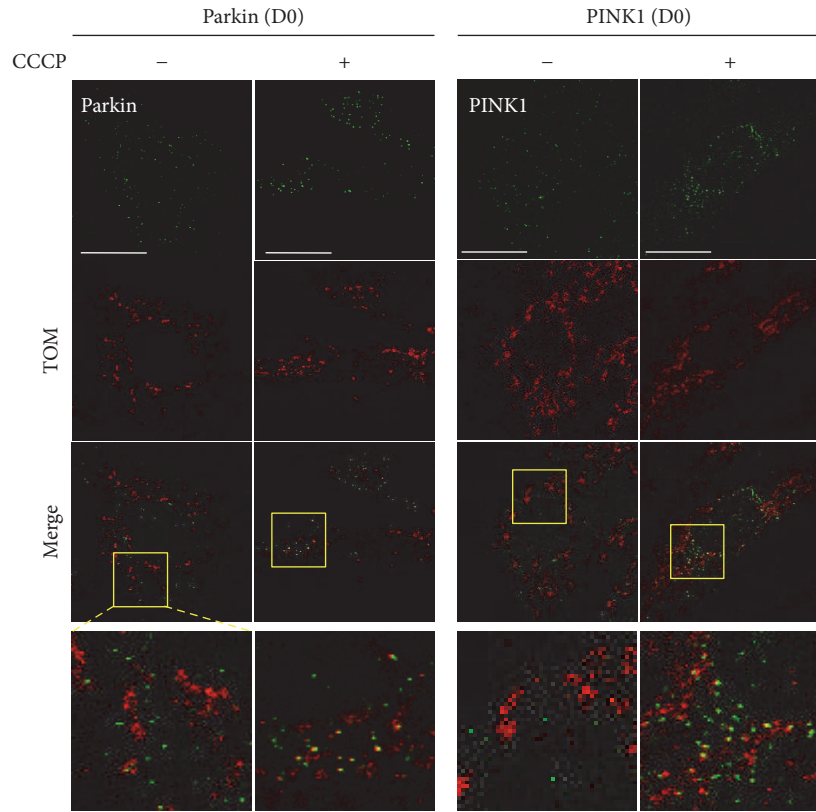 Parkin (D0) PINK1 (D0)
CCCP − + − +
Parkin PINK1
TOM
Merge